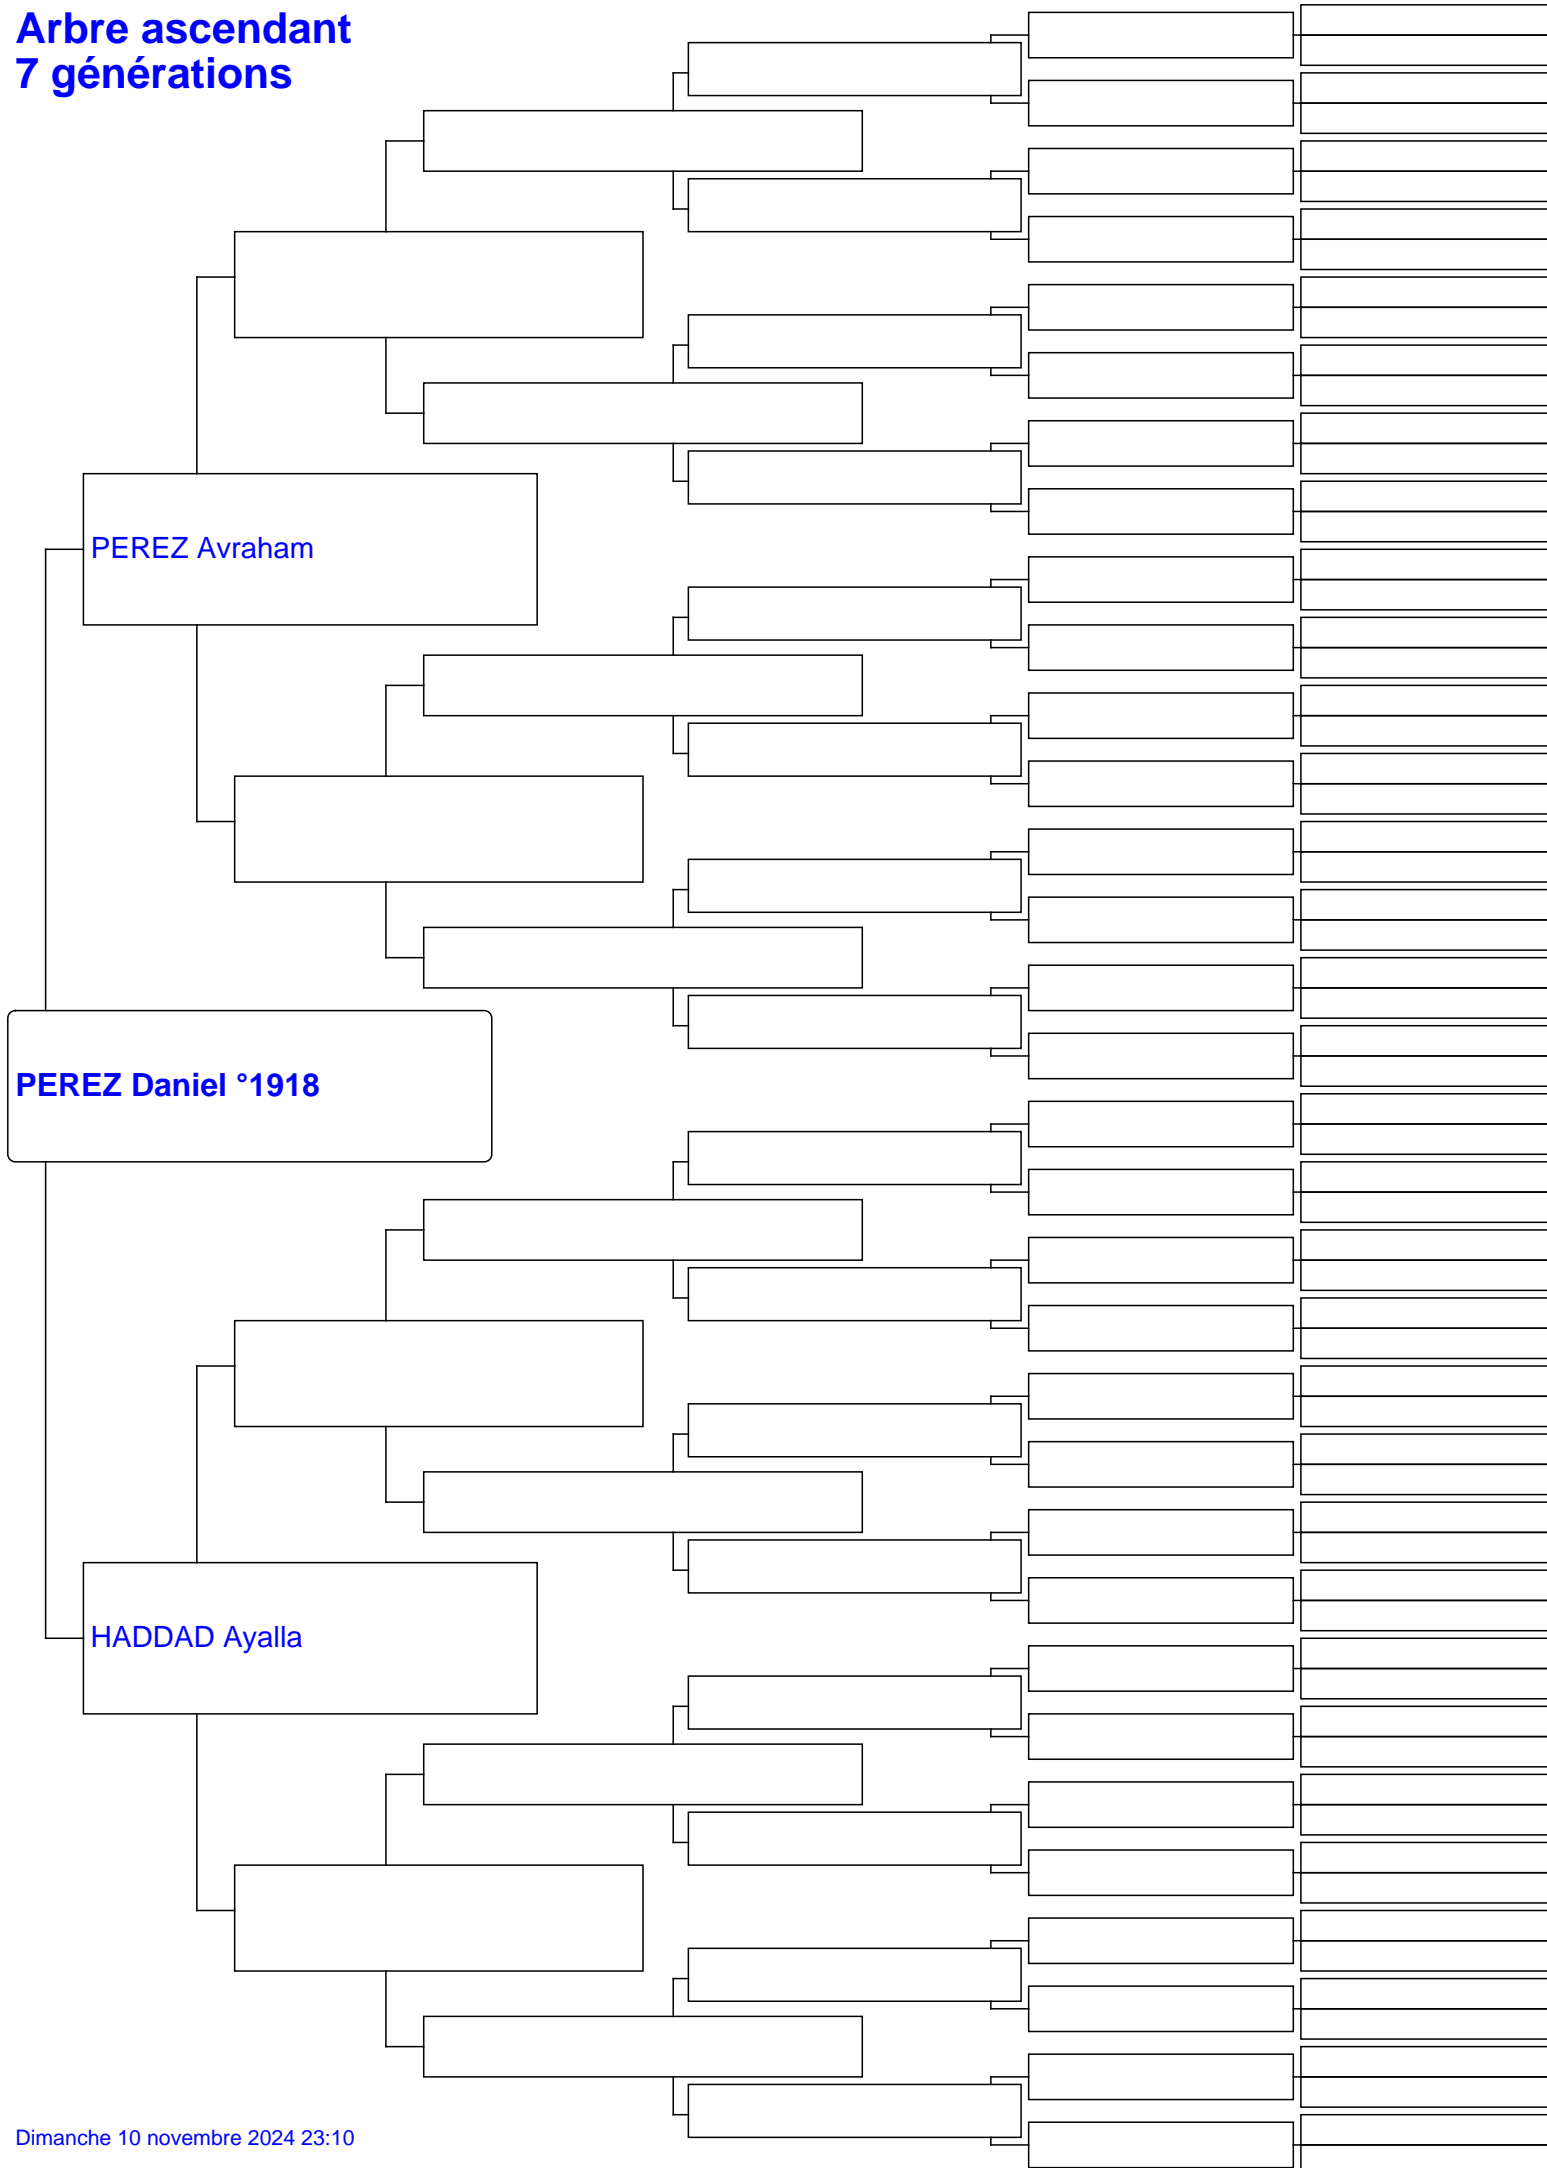 Arbre ascendant
7 générations
PEREZ Avraham
PEREZ Daniel °1918
HADDAD Ayalla
Dimanche 10 novembre 2024 23:10